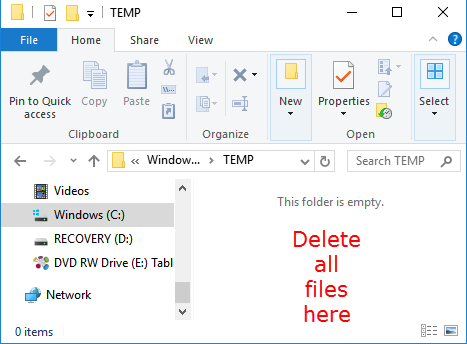 TEMP
File Home Share View
Pin to Quick access
Copy
Paste
New
Properties
Select
Clipboard
Organize
Open
« Window... TEMP
Search TEMP
Videos
Windows (C:)
RECOVERY (D:)
DVD RW Drive (E:) Tabl
Network
This folder is empty.
Delete
all
files
here
0 items